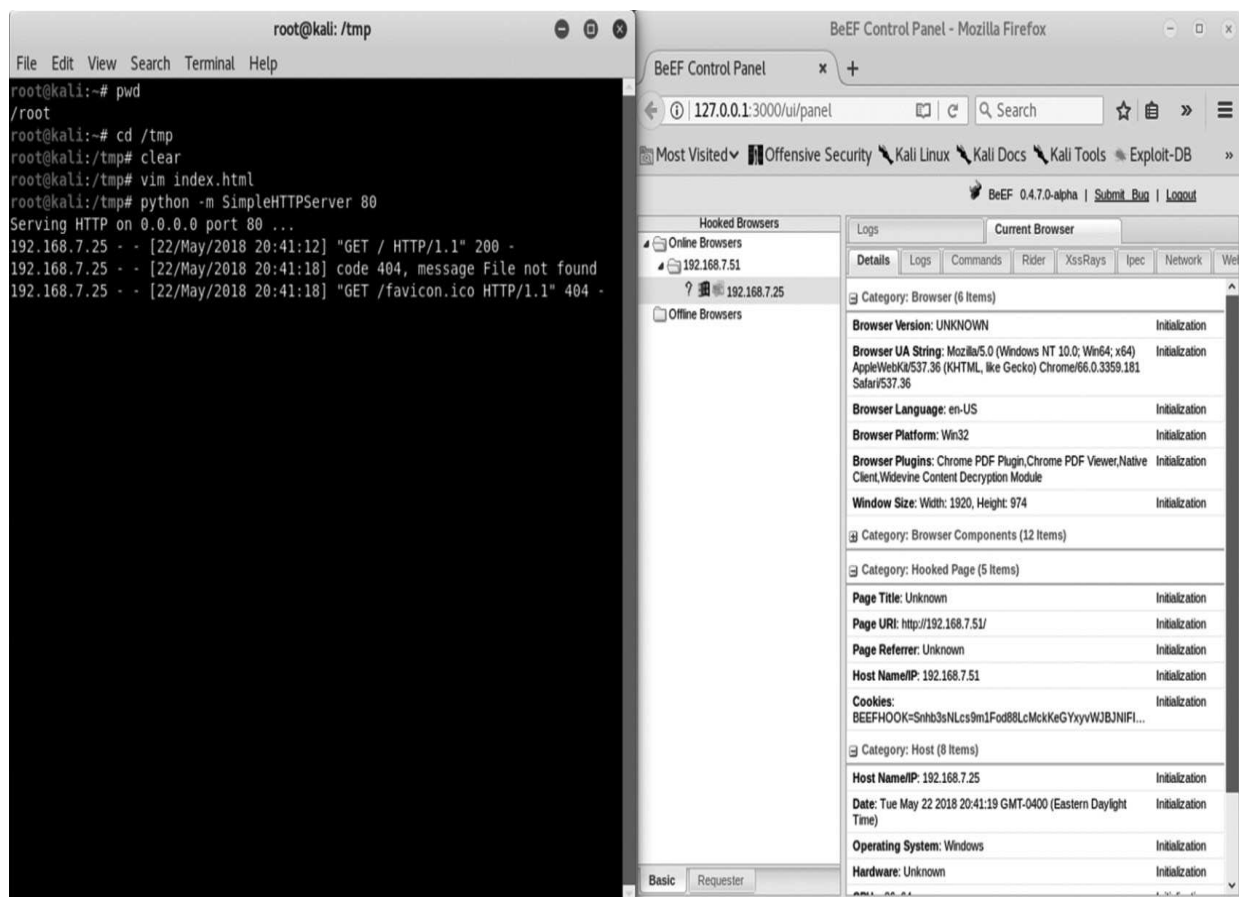 root@kali: /tmp
File Edit View Search Terminal Help
root@kali:~# pwd
/root
root@kali:~# cd /tmp
root@kali:/tmp# clear
root@kali:/tmp# vim index.html
root@kali:/tmp# python -m SimpleHTTPServer 80
Serving HTTP on 0.0.0.0 port 80 ...
192.168.7.25 - - [22/May/2018 20:41:12] "GET / HTTP/1.1" 200 -
192.168.7.25 - - [22/May/2018 20:41:18] code 404, message File not found
192.168.7.25 - - [22/May/2018 20:41:18] "GET /favicon.ico HTTP/1.1" 404 -
BeEF Control Panel - Mozilla Firefox
BeEF Control Panel
127.0.0.1:3000/ui/panel
Search
Most Visited
Offensive Security
Kali Linux
Kali Docs
Kali Tools
Exploit-DB
»
BeEF 0.4.7.0-alpha | Submit Bug | Logout
Hooked Browsers
Online Browsers
192.168.7.51
? 192.168.7.25
Offline Browsers
Basic
Requester
Logs
Current Browser
Details
Logs
Commands
Rider
XssRays
Ipec
Network
We
Category: Browser (6 Items)
Browser Version: UNKNOWN Initialization
Browser UA String: Mozilla/5.0 (Windows NT 10.0; Win64; x64) Initialization
AppleWebKit/537.36 (KHTML, like Gecko) Chrome/66.0.3359.181
Safari/537.36
Browser Language: en-US Initialization
Browser Platform: Win32 Initialization
Browser Plugins: Chrome PDF Plugin,Chrome PDF Viewer,Native Initialization
Client,Widevine Content Decryption Module
Window Size: Width: 1920, Height: 974 Initialization
Category: Browser Components (12 Items)
Category: Hooked Page (5 Items)
Page Title: Unknown Initialization
Page URI: http://192.168.7.51/ Initialization
Page Referrer: Unknown Initialization
Host Name/IP: 192.168.7.51 Initialization
Cookies: Initialization
BEEFHOOK=Snhb3sNLcs9m1Fod88LcMckKeGYxyvWJBJNIFI...
Category: Host (8 Items)
Host Name/IP: 192.168.7.25 Initialization
Date: Tue May 22 2018 20:41:19 GMT-0400 (Eastern Daylight Initialization
Time)
Operating System: Windows Initialization
Hardware: Unknown Initialization